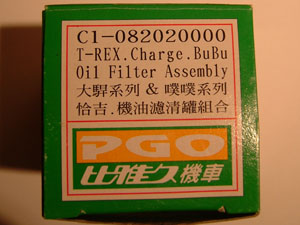 C1-082020000
T-REX.Charge.BuBu
Oil Filter Assembly
大駻系列 & 噗噗系列
恰吉.機油濾清罐組合
PGO
比雅久機車